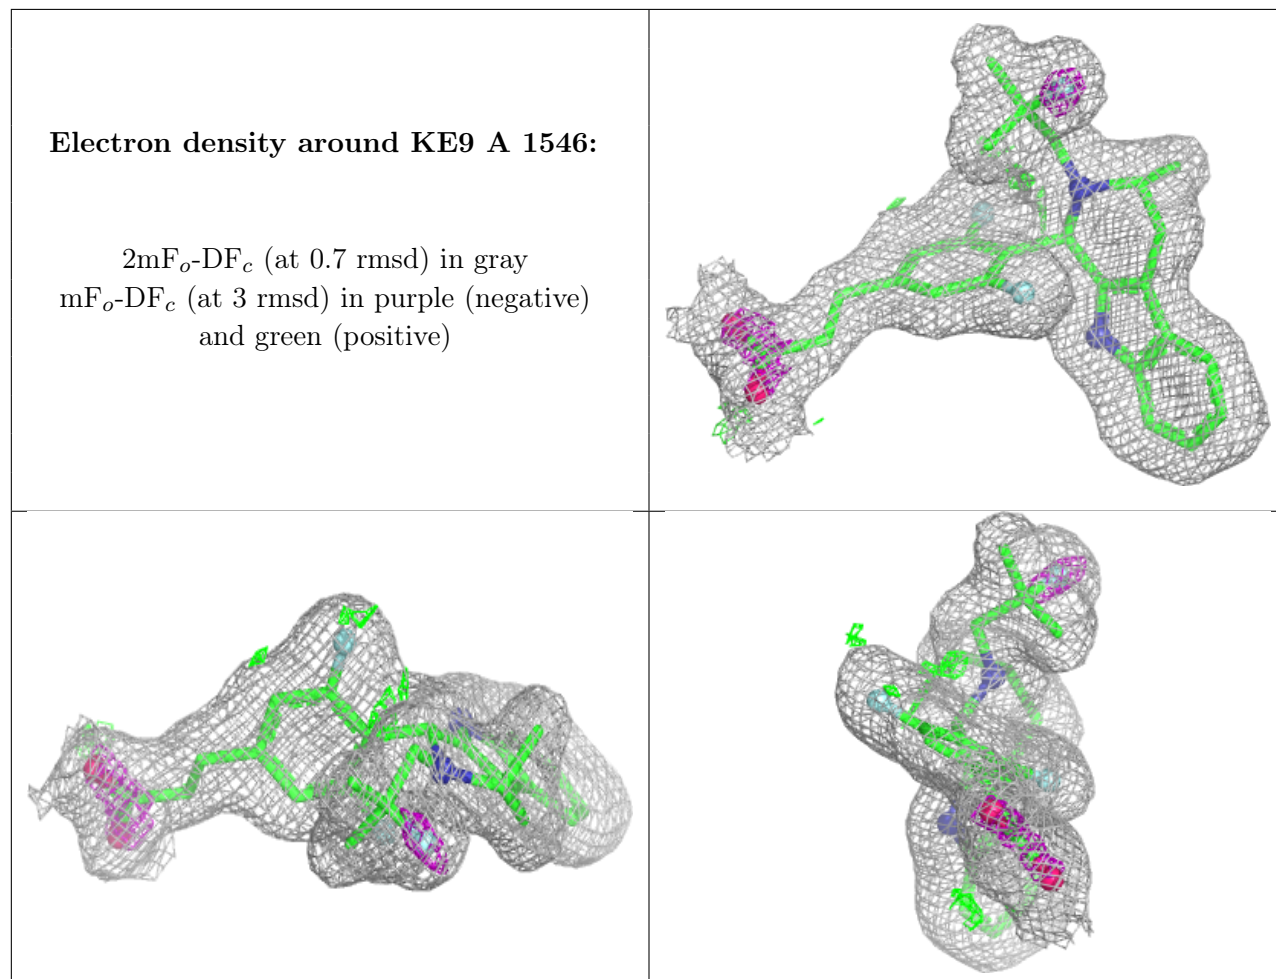 Electron density around KE9 A 1546:
2mFo-DFc (at 0.7 rmsd) in gray
mFo-DFc (at 3 rmsd) in purple (negative)
and green (positive)